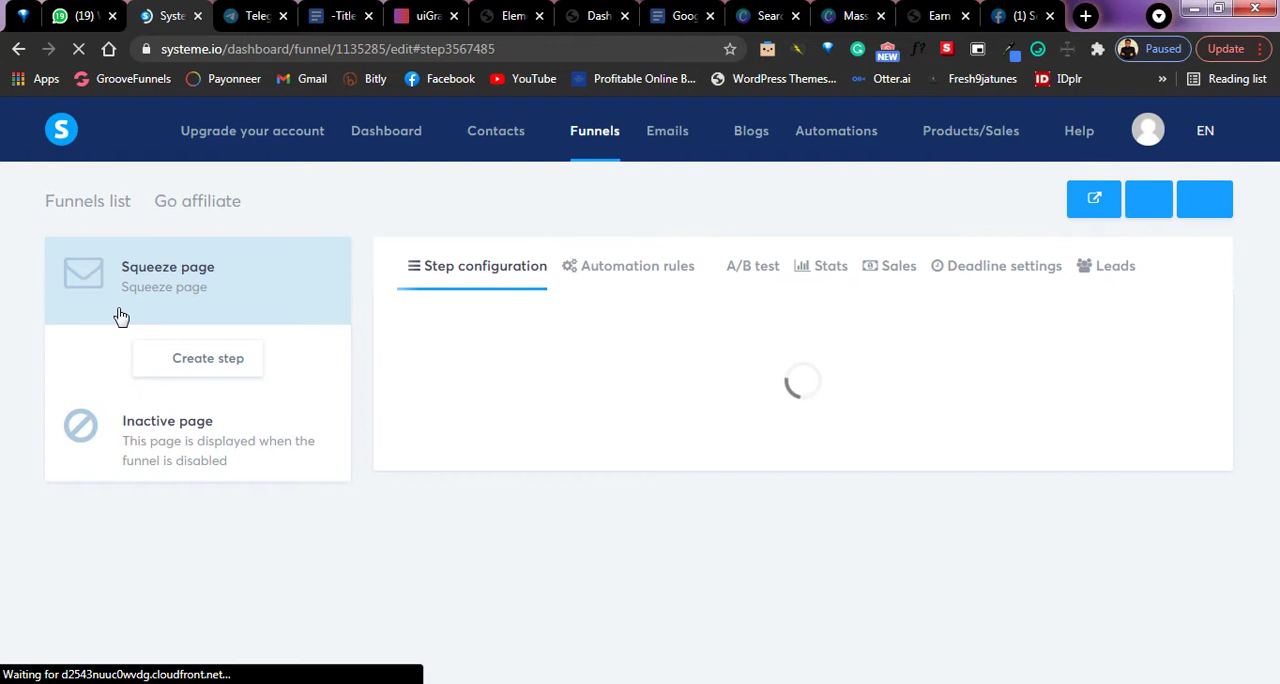 (19) W
Syste
Teleg
-Title
uiGra
Elem
Dash
Goog
Searc
Mass
Earn
(1) S
systeme.io/dashboard/funnel/1135285/edit#step3567485
NEW
Paused
Update
Apps
GrooveFunnels
Payonneer
Gmail
Bitly
Facebook
YouTube
Profitable Online B...
WordPress Themes...
Otter.ai
Fresh9jatunes
IDplr
»
Reading list
S
Upgrade your account
Dashboard
Contacts
Funnels
Emails
Blogs
Automations
Products/Sales
Help
EN
Funnels list
Go affiliate
Squeeze page
Squeeze page
Create step
Inactive page
This page is displayed when the
funnel is disabled
Step configuration
Automation rules
A/B test
Stats
Sales
Deadline settings
Leads
Waiting for d2543nuuc0wvdg.cloudfront.net...